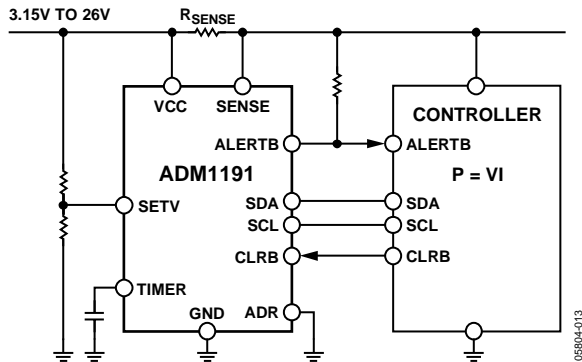 3.15V TO 26V
RSENSE
VCC
SENSE
CONTROLLER
ALERTB
ALERTB
ADM1191
P = VI
SETV
SDA
SDA
SCL
SCL
CLRB
CLRB
TIMER
GND
ADR
05804-013